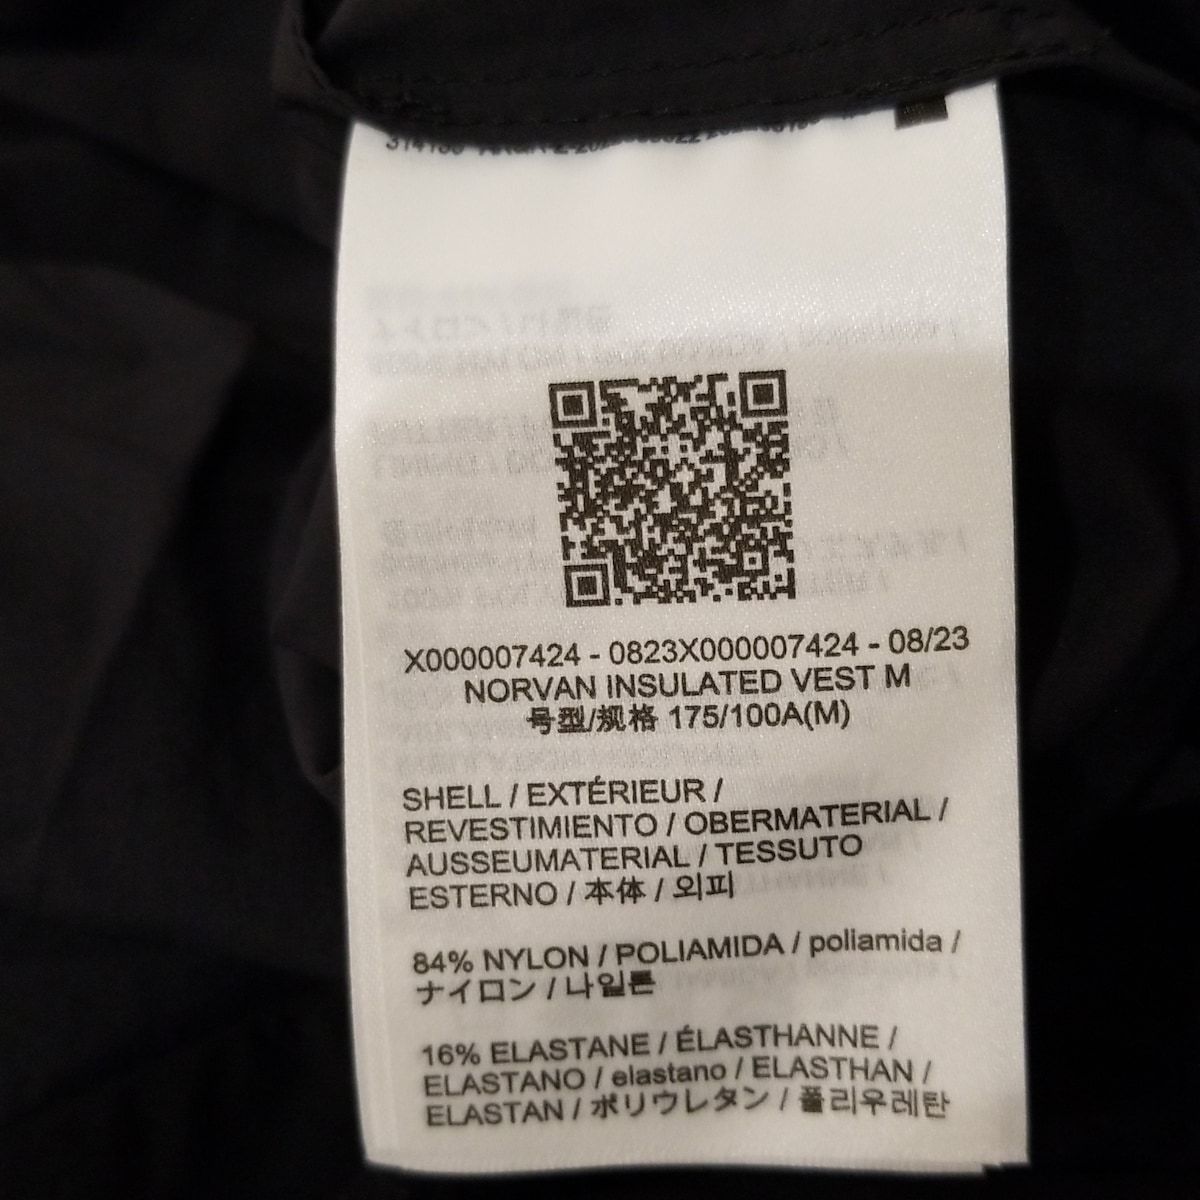 X000007424 - 0823X000007424 - 08/23
NORVAN INSULATED VEST M
号型/规格 175/100A(M)
SHELL / EXTÉRIEUR /
REVESTIMIENTO / OBERMATERIAL /
AUSSEUMATERIAL / TESSUTO
ESTERNO / 本体 / 외피
84% NYLON / POLIAMIDA / poliamida /
ナイロン / 나일론
16% ELASTANE / ÉLASTHANNE /
ELASTANO / elastano / ELASTHAN /
ELASTAN / ポリウレタン / 폴리우레탄